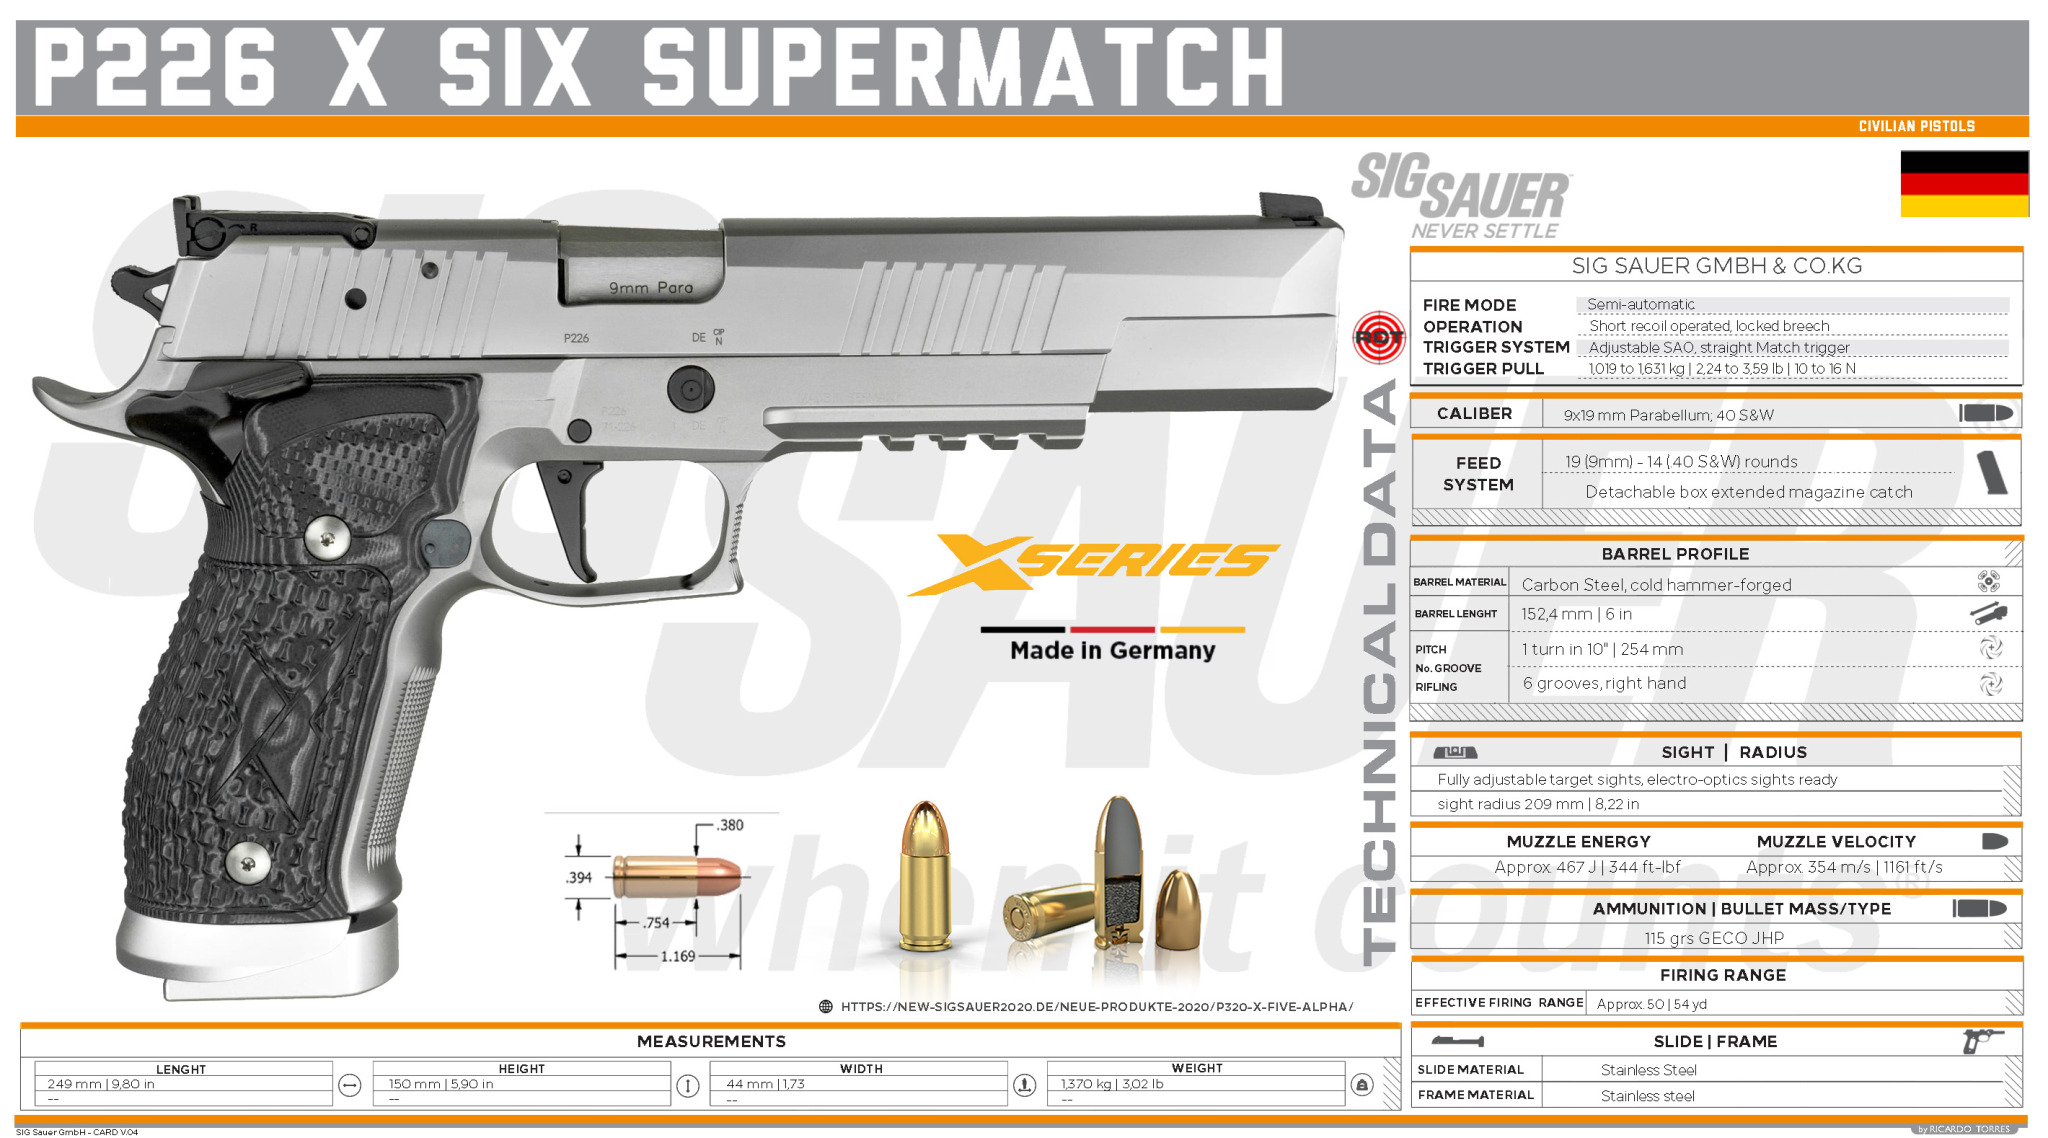 P226 X SIX SUPERMATCH
CIVILIAN PISTOLS
SIG SAUER
NEVER SETTLE
SIG SAUER GMBH & CO.KG
FIRE MODE Semi-automatic
OPERATION Short recoil operated, locked breech
TRIGGER SYSTEM Adjustable SAO, straight Match trigger
TRIGGER PULL 1,019 to 1,631 kg | 2,24 to 3,59 lb | 10 to 16 N
CALIBER 9x19 mm Parabellum; 40 S&W
FEED SYSTEM
19 (9mm) - 14 (.40 S&W) rounds
Detachable box extended magazine catch
BARREL PROFILE
BARREL MATERIAL Carbon Steel, cold hammer-forged
BARREL LENGHT 152,4 mm | 6 in
PITCH 1 turn in 10" | 254 mm
No. GROOVE
RIFLING 6 grooves, right hand
SIGHT | RADIUS
Fully adjustable target sights, electro-optics sights ready
sight radius 209 mm | 8,22 in
MUZZLE ENERGY MUZZLE VELOCITY
Approx. 467 J | 344 ft-lbf Approx. 354 m/s | 1161 ft/s
AMMUNITION | BULLET MASS/TYPE
115 grs GECO JHP
FIRING RANGE
EFFECTIVE FIRING RANGE Approx. 50 | 54 yd
SLIDE | FRAME
SLIDE MATERIAL Stainless Steel
FRAME MATERIAL Stainless steel
TECHNICAL DATA
RDT
R
9mm Para
P226 DE CIP N
P226
71-226
DE
XSERIES
Made in Germany
SIG SAUER
when it counts®
.380
.394
.754
1.169
HTTPS://NEW-SIGSAUER2020.DE/NEUE-PRODUKTE-2020/P320-X-FIVE-ALPHA/
MEASUREMENTS
LENGHT HEIGHT WIDTH WEIGHT
249 mm | 9,80 in 150 mm | 5,90 in 44 mm | 1,73 1,370 kg | 3,02 lb
-- -- -- --
SIG Sauer GmbH - CARD V.04
by RICARDO TORRES